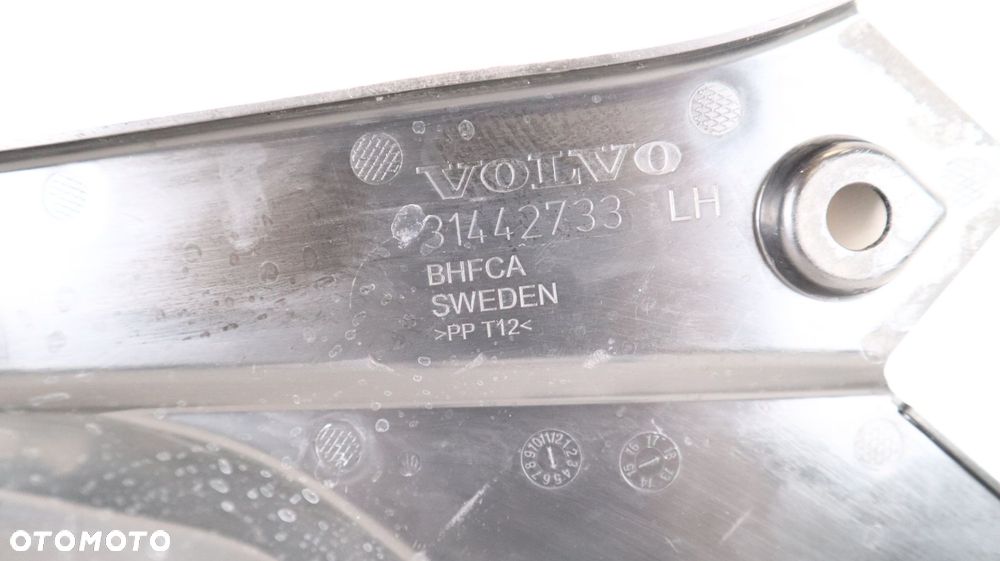 VOLVO
31442733 LH
BHFCA
SWEDEN
>PP T12<
OTOMOTO